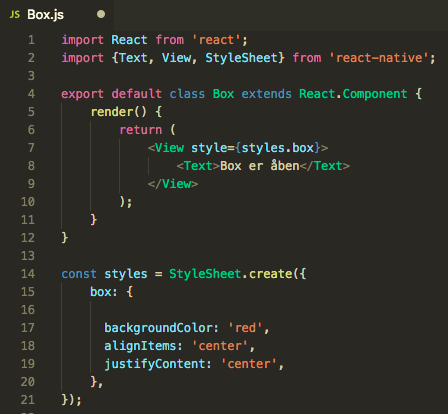 JS Box.js
1 import React from 'react';
2 import {Text, View, StyleSheet} from 'react-native';
3
4 export default class Box extends React.Component {
5     render() {
6         return (
7             <View style={styles.box}>
8                 <Text>Box er åben</Text>
9             </View>
10         );
11     }
12 }
13
14 const styles = StyleSheet.create({
15     box: {
16
17       backgroundColor: 'red',
18       alignItems: 'center',
19       justifyContent: 'center',
20     },
21 });